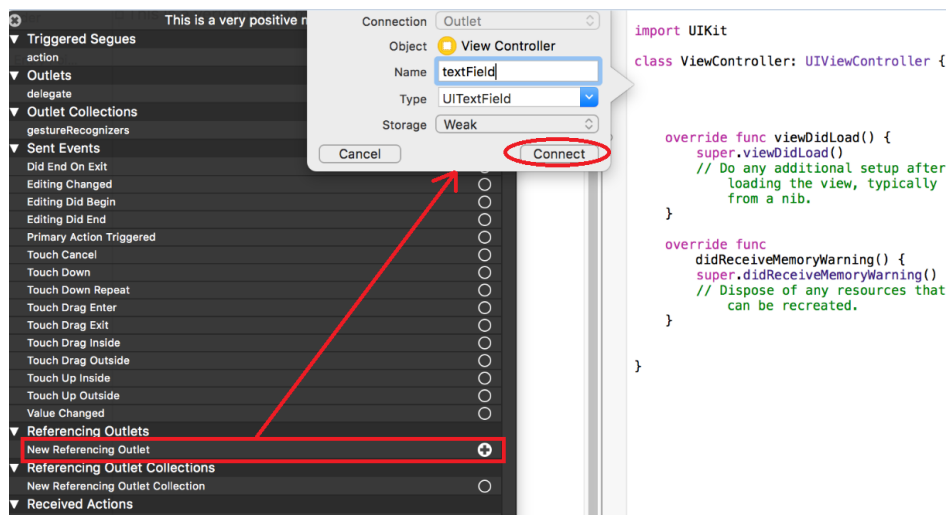 This is a very positive
Triggered Segues
action
Outlets
delegate
Outlet Collections
gestureRecognizers
Sent Events
Did End On Exit
Editing Changed
Editing Did Begin
Editing Did End
Primary Action Triggered
Touch Cancel
Touch Down
Touch Down Repeat
Touch Drag Enter
Touch Drag Exit
Touch Drag Inside
Touch Drag Outside
Touch Up Inside
Touch Up Outside
Value Changed
Referencing Outlets
New Referencing Outlet
Referencing Outlet Collections
New Referencing Outlet Collection
Received Actions
Connection Outlet
Object View Controller
Name textField
Type UITextField
Storage Weak
Cancel Connect
import UIKit
class ViewController: UIViewController {
override func viewDidLoad() {
super.viewDidLoad()
// Do any additional setup after
loading the view, typically
from a nib.
}
override func
didReceiveMemoryWarning() {
super.didReceiveMemoryWarning()
// Dispose of any resources that
can be recreated.
}
}